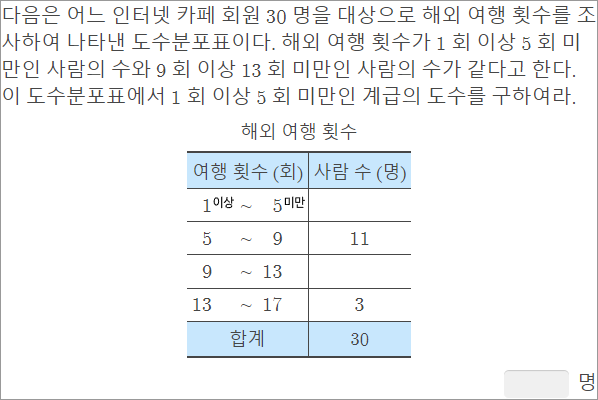 다음은 어느 인터넷 카페 회원 30 명을 대상으로 해외 여행 횟수를 조
사하여 나타낸 도수분포표이다. 해외 여행 횟수가 1 회 이상 5 회 미
만인 사람의 수와 9 회 이상 13 회 미만인 사람의 수가 같다고 한다.
이 도수분포표에서 1 회 이상 5 회 미만인 계급의 도수를 구하여라.
해외 여행 횟수
여행 횟수 (회) 사람 수 (명)
1이상 ~ 5미만
5 ~ 9 11
9 ~ 13
13 ~ 17 3
합계 30
명